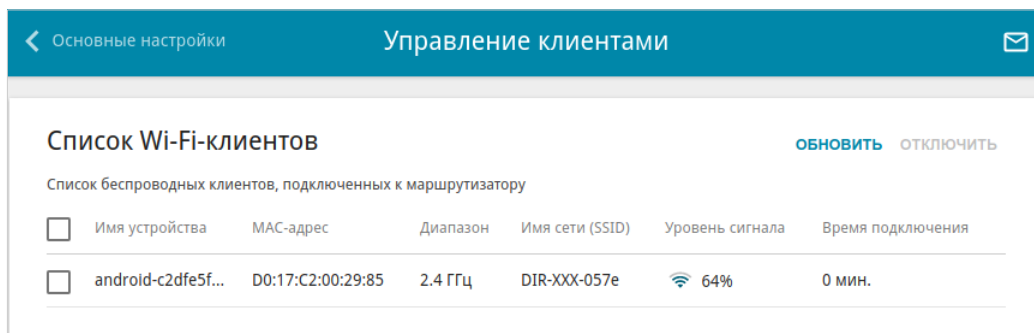 Основные настройки Управление клиентами
Список Wi-Fi-клиентов ОБНОВИТЬ ОТКЛЮЧИТЬ
Список беспроводных клиентов, подключенных к маршрутизатору
Имя устройства MAC-адрес Диапазон Имя сети (SSID) Уровень сигнала Время подключения
android-c2dfe5f... D0:17:C2:00:29:85 2.4 ГГц DIR-XXX-057e 64% 0 мин.